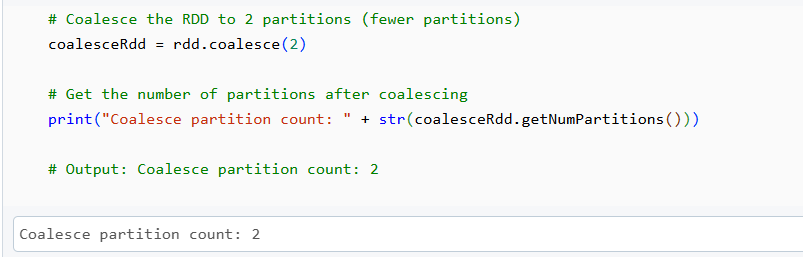 # Coalesce the RDD to 2 partitions (fewer partitions)
coalesceRdd = rdd.coalesce(2)
# Get the number of partitions after coalescing
print("Coalesce partition count: " + str(coalesceRdd.getNumPartitions()))
# Output: Coalesce partition count: 2
Coalesce partition count: 2